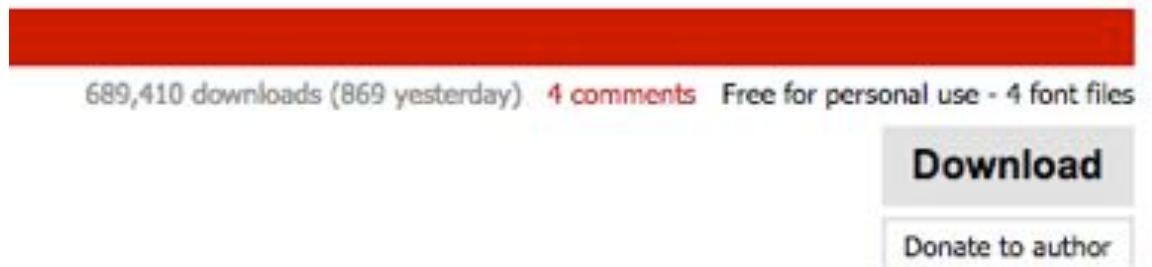 689,410 downloads (869 yesterday) 4 comments Free for personal use - 4 font files
Download
Donate to author